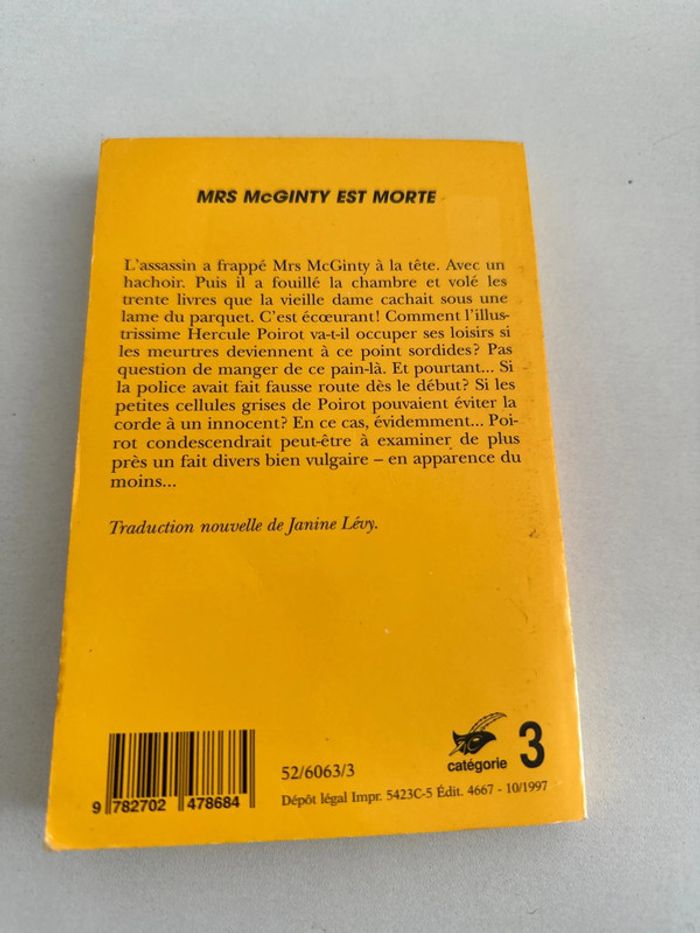 MRS McGINTY EST MORTE
L'assassin a frappé Mrs McGinty à la tête. Avec un
hachoir. Puis il a fouillé la chambre et volé les
trente livres que la vieille dame cachait sous une
lame du parquet. C'est écœurant! Comment l'illus-
trissime Hercule Poirot va-t-il occuper ses loisirs si
les meurtres deviennent à ce point sordides? Pas
question de manger de ce pain-là. Et pourtant... Si
la police avait fait fausse route dès le début? Si les
petites cellules grises de Poirot pouvaient éviter la
corde à un innocent? En ce cas, évidemment... Poi-
rot condescendrait peut-être à examiner de plus
près un fait divers bien vulgaire – en apparence du
moins...
Traduction nouvelle de Janine Lévy.
9 782702 478684
52/6063/3
catégorie 3
Dépôt légal Impr. 5423C-5 Édit. 4667 - 10/1997